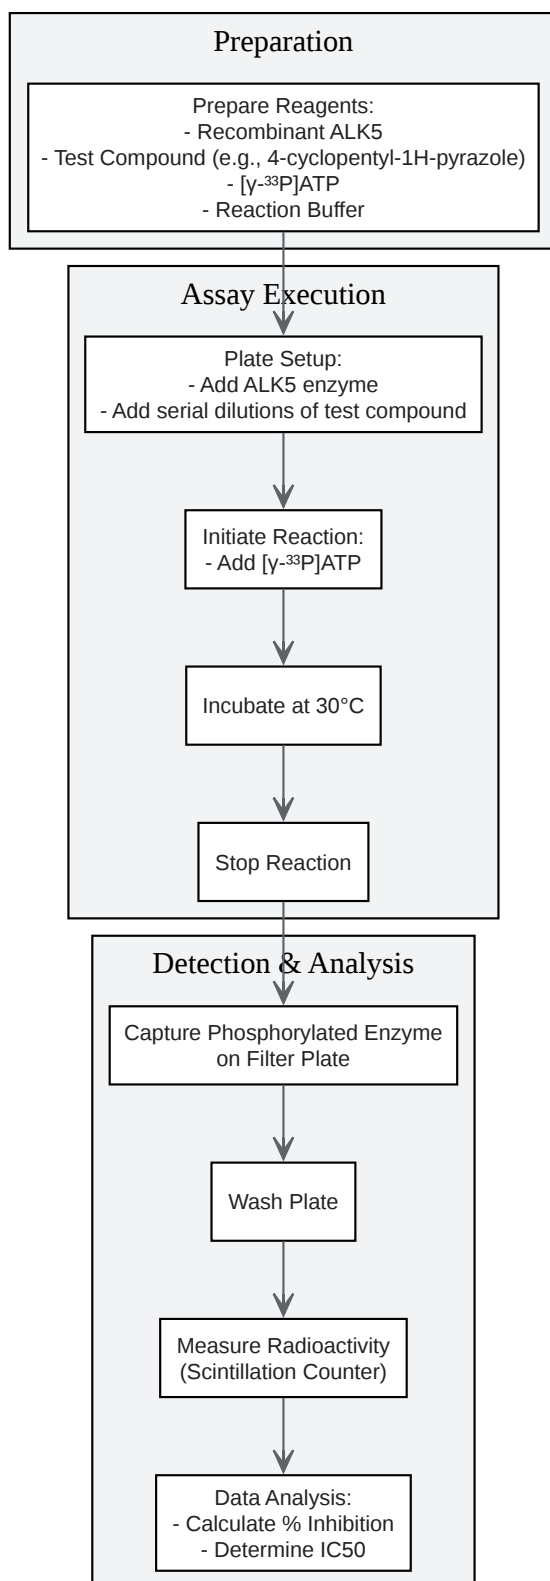 Preparation
Prepare Reagents:
- Recombinant ALK5
- Test Compound (e.g., 4-cyclopentyl-1H-pyrazole)
- [γ-³³P]ATP
- Reaction Buffer
Assay Execution
Plate Setup:
- Add ALK5 enzyme
- Add serial dilutions of test compound
Initiate Reaction:
- Add [γ-³³P]ATP
Incubate at 30°C
Stop Reaction
Detection & Analysis
Capture Phosphorylated Enzyme
on Filter Plate
Wash Plate
Measure Radioactivity
(Scintillation Counter)
Data Analysis:
- Calculate % Inhibition
- Determine IC50